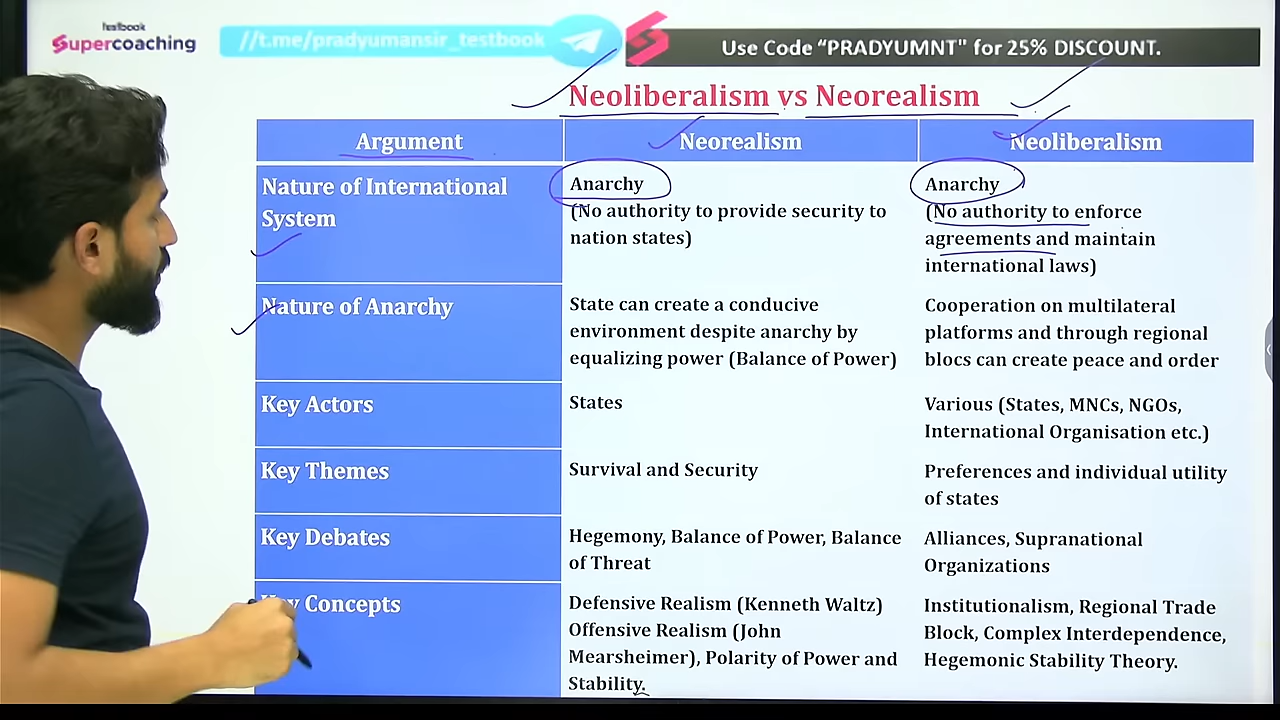 testbook
Supercoaching
//t.me/pradyumansir_testbook
Use Code “PRADYUMNT" for 25% DISCOUNT.
Neoliberalism vs Neorealism
Argument
Neorealism
Neoliberalism
Nature of International
System
Anarchy
(No authority to provide security to
nation states)
Anarchy
(No authority to enforce
agreements and maintain
international laws)
Nature of Anarchy
State can create a conducive
environment despite anarchy by
equalizing power (Balance of Power)
Cooperation on multilateral
platforms and through regional
blocs can create peace and order
Key Actors
States
Various (States, MNCs, NGOs,
International Organisation etc.)
Key Themes
Survival and Security
Preferences and individual utility
of states
Key Debates
Hegemony, Balance of Power, Balance
of Threat
Alliances, Supranational
Organizations
Key Concepts
Defensive Realism (Kenneth Waltz)
Offensive Realism (John
Mearsheimer), Polarity of Power and
Stability.
Institutionalism, Regional Trade
Block, Complex Interdependence,
Hegemonic Stability Theory.